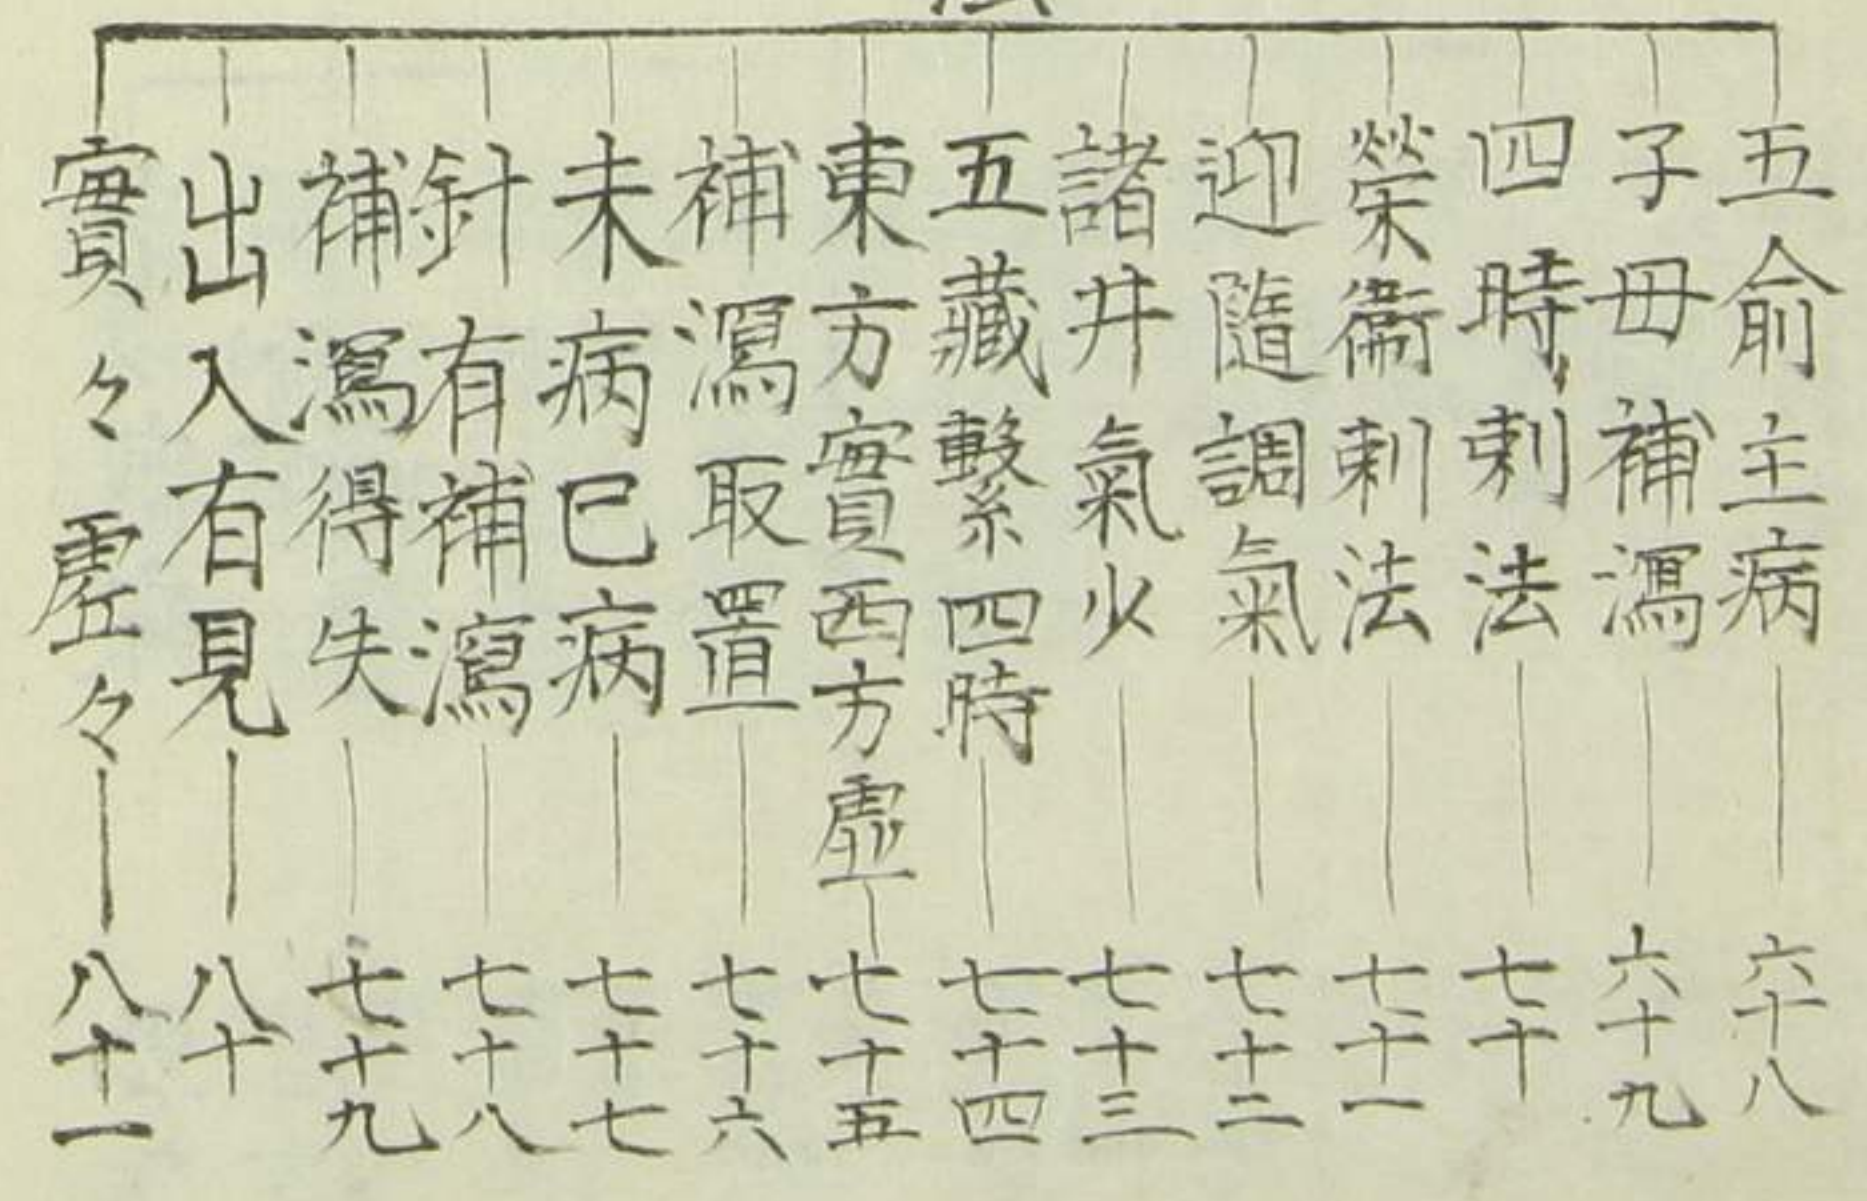 五俞主病 六十八
子母補瀉 六十九
四時刺法 七十
榮衞刺法 七十一
迎隨調氣 七十二
諸井氣少 七十三
五藏繫四時 七十四
東方實西方虛 七十五
補瀉取置 七十六
未病已病 七十七
針有補瀉 七十八
補瀉得失 七十九
出入有見 八十
實々虛々 八十一